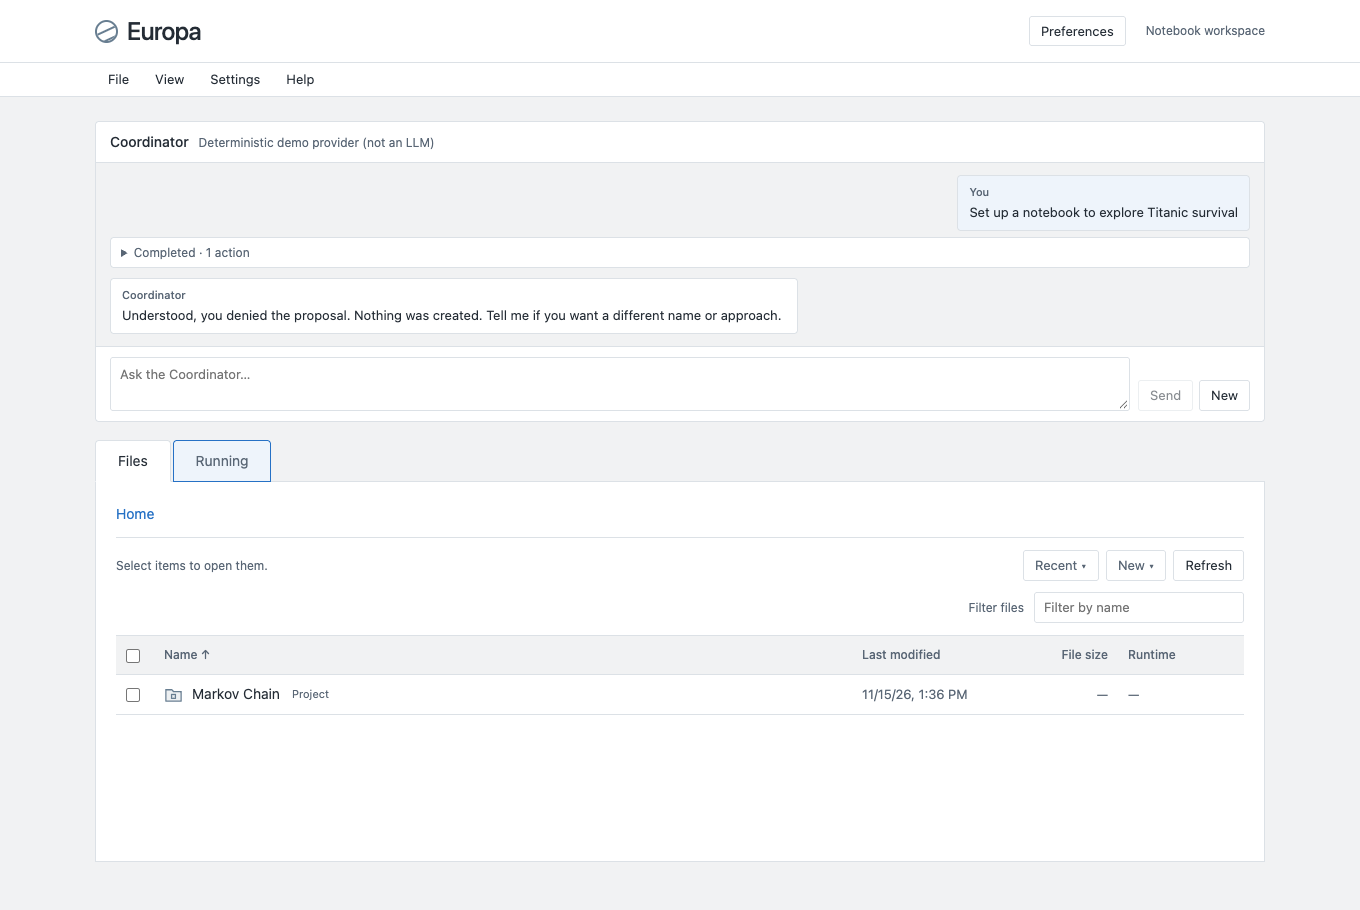 Europa
Preferences
Notebook workspace
File
View
Settings
Help
Coordinator
Deterministic demo provider (not an LLM)
You
Set up a notebook to explore Titanic survival
Completed · 1 action
Coordinator
Understood, you denied the proposal. Nothing was created. Tell me if you want a different name or approach.
Ask the Coordinator...
Send
New
Files
Running
Home
Select items to open them.
Recent
New
Refresh
Filter files
Filter by name
Name ↑
Last modified
File size
Runtime
Markov Chain
Project
11/15/26, 1:36 PM
—
—